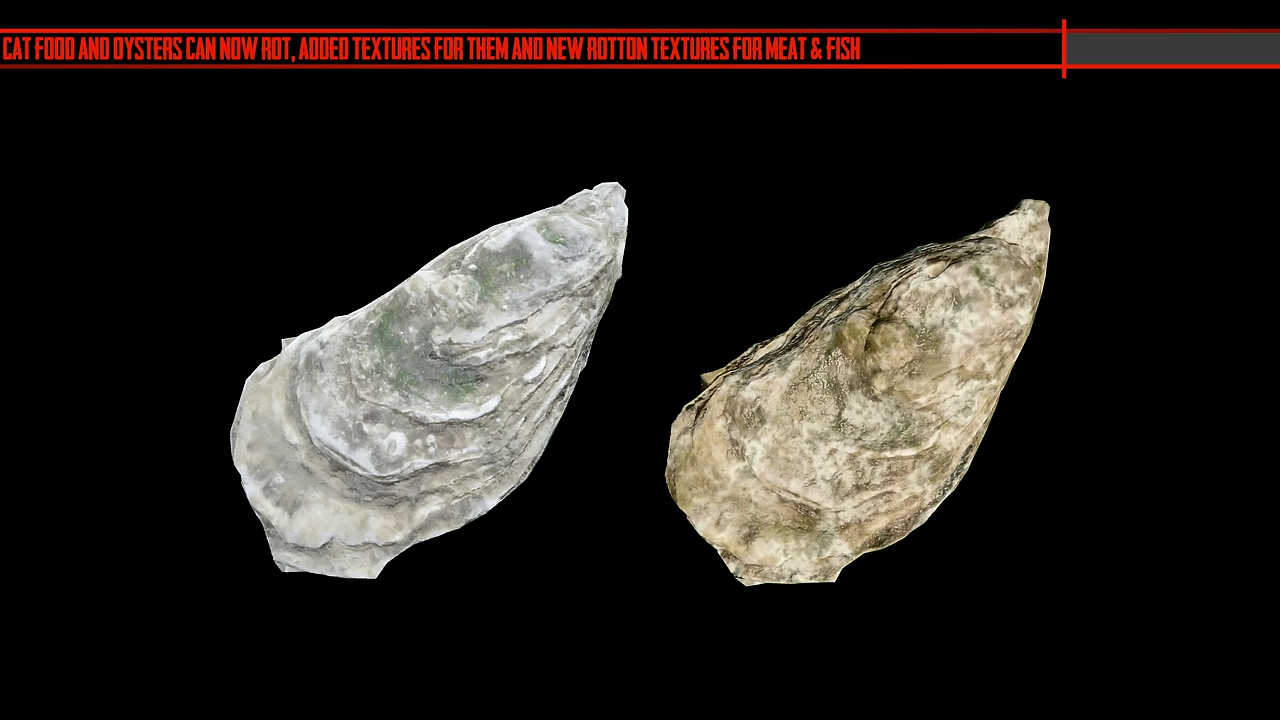 CAT FOOD AND OYSTERS CAN NOW ROT, ADDED TEXTURES FOR THEM AND NEW ROTTON TEXTURES FOR MEAT & FISH